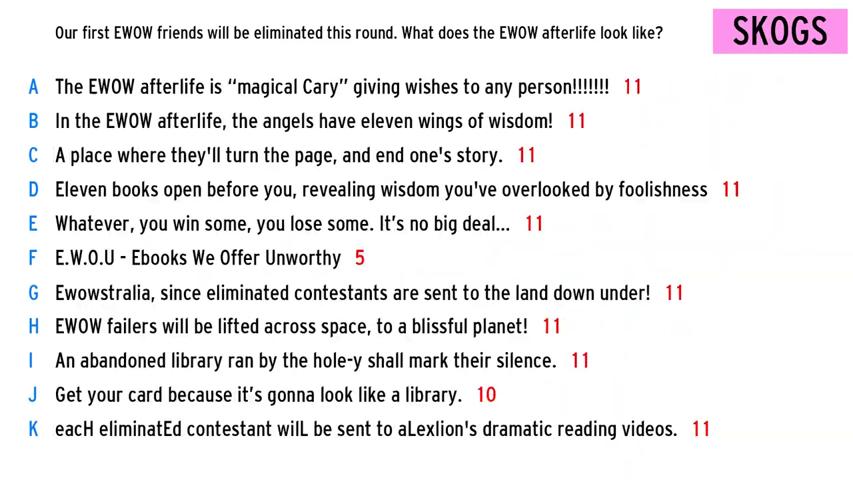 Our first EWOW friends will be eliminated this round. What does the EWOW afterlife look like?
SKOGS
A The EWOW afterlife is “magical Cary” giving wishes to any person!!!!!!! 11
B In the EWOW afterlife, the angels have eleven wings of wisdom! 11
C A place where they'll turn the page, and end one's story. 11
D Eleven books open before you, revealing wisdom you've overlooked by foolishness 11
E Whatever, you win some, you lose some. It’s no big deal... 11
F E.W.O.U - Ebooks We Offer Unworthy 5
G Ewowstralia, since eliminated contestants are sent to the land down under! 11
H EWOW failers will be lifted across space, to a blissful planet! 11
I An abandoned library ran by the hole-y shall mark their silence. 11
J Get your card because it’s gonna look like a library. 10
K eacH eliminatEd contestant wilL be sent to aLexlion's dramatic reading videos. 11